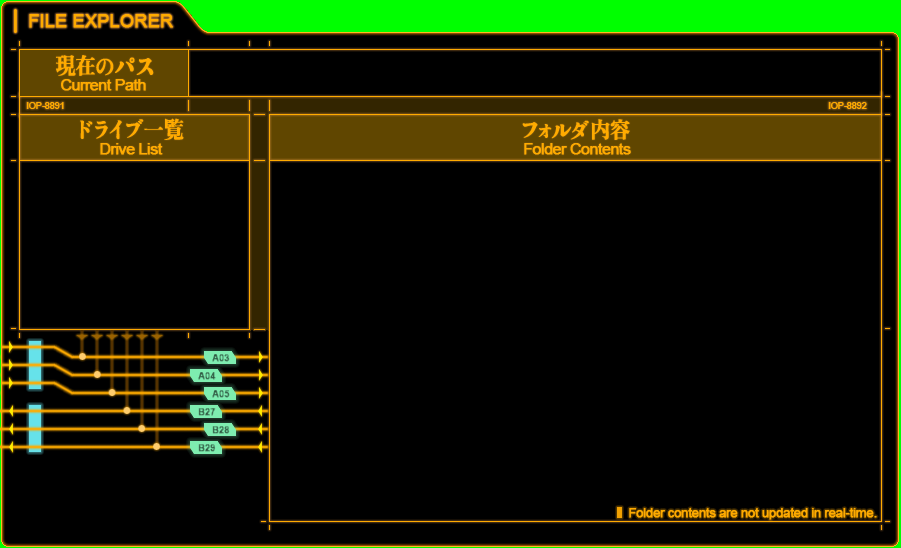 FILE EXPLORER
現在のパス
Current Path
IOP-8891
IOP-8892
ドライブ一覧
Drive List
フォルダ内容
Folder Contents
A03
A04
A05
B27
B28
B29
Folder contents are not updated in real-time.